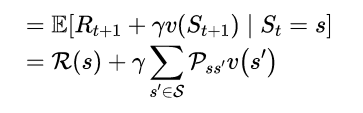 = 𝔼[R_{t+1} + γv(S_{t+1}) | S_t = s]
= ℛ(s) + γ ∑_{s′∈𝒮} 𝒫_{ss′} v(s′)